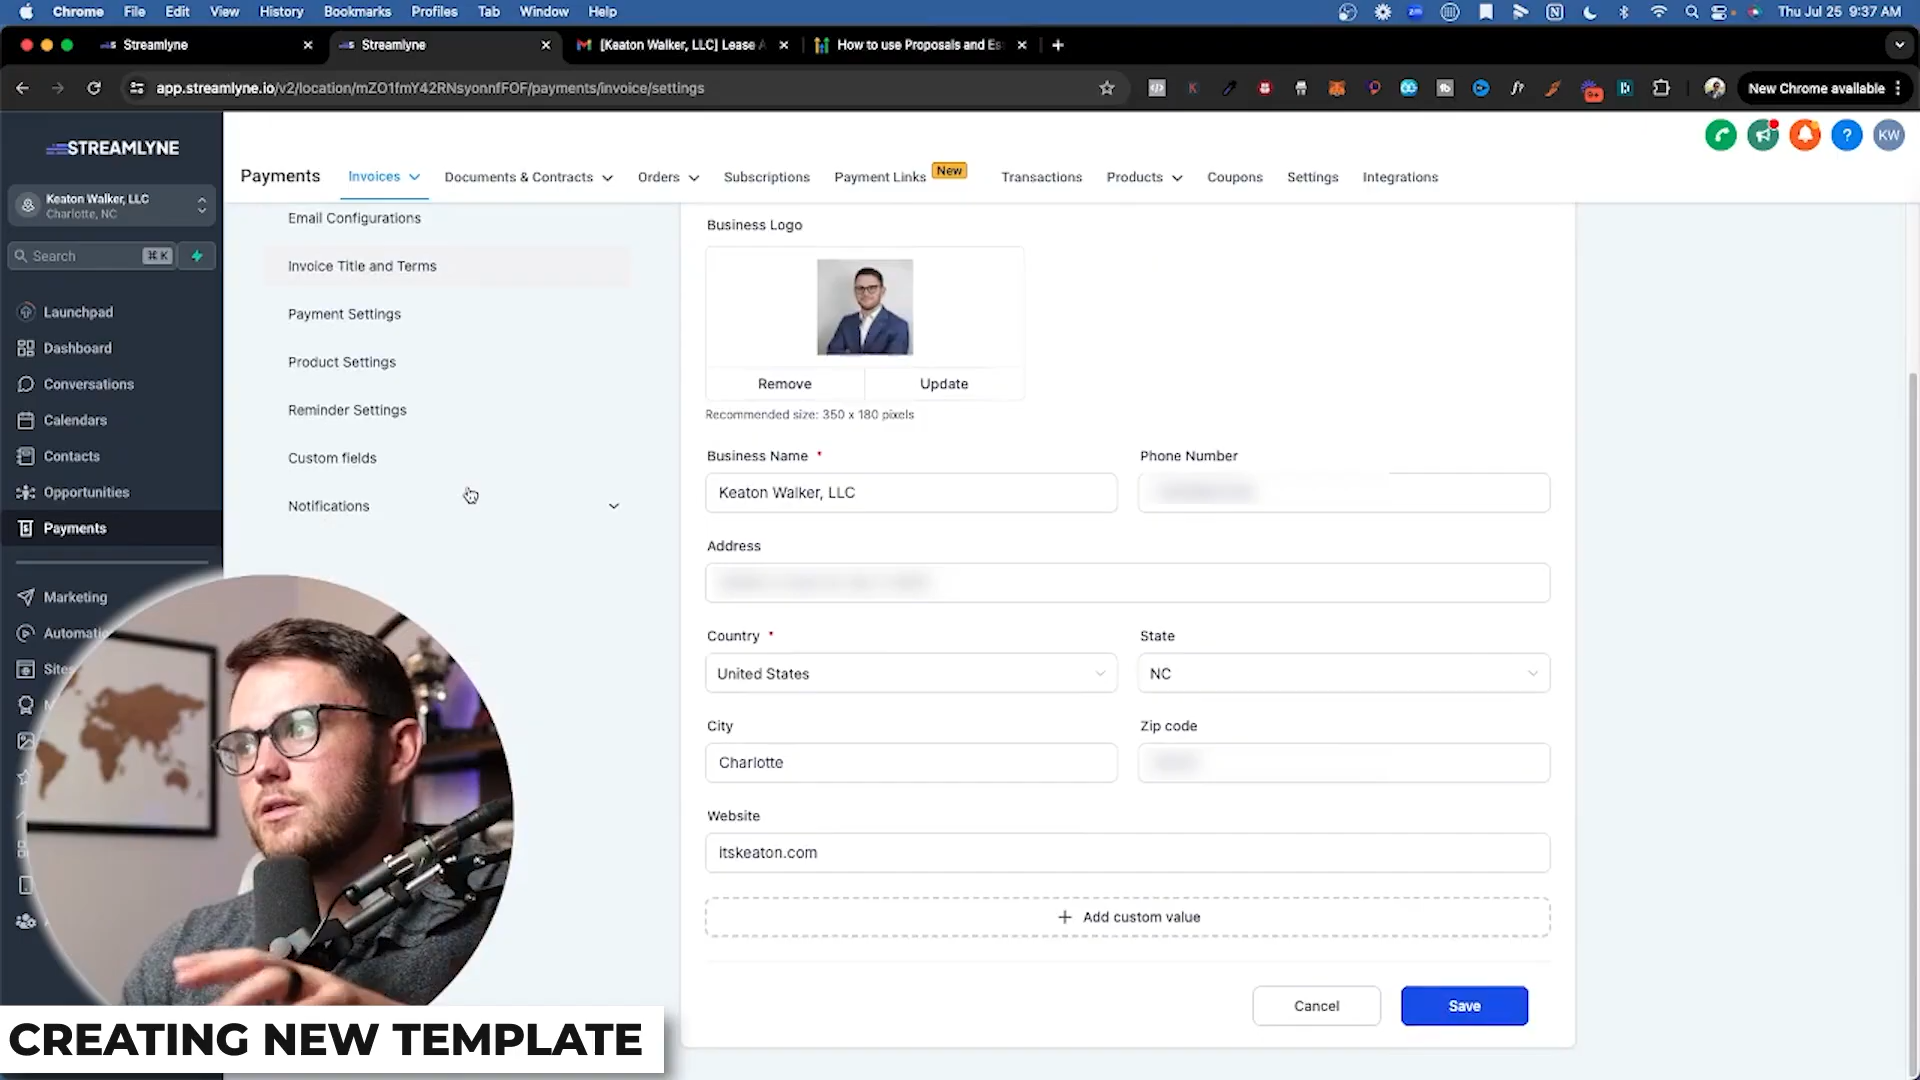 Chrome File Edit View History Bookmarks Profiles Tab Window Help Thu Jul 25 9:37 AM
Streamlyne Streamlyne [Keaton Walker, LLC] Lease A How to use Proposals and Es
app.streamlyne.io/v2/location/mZO1fmY42RNsyonnfFOF/payments/invoice/settings New Chrome available
STREAMLYNE
Keaton Walker, LLC
Charlotte, NC
Search ⌘ K
Launchpad
Dashboard
Conversations
Calendars
Contacts
Opportunities
Payments
Marketing
Automatio
Sites
M
KW
Payments Invoices Documents & Contracts Orders Subscriptions Payment Links New Transactions Products Coupons Settings Integrations
Email Configurations
Invoice Title and Terms
Payment Settings
Product Settings
Reminder Settings
Custom fields
Notifications
Business Logo
Remove Update
Recommended size: 350 x 180 pixels
Business Name * Phone Number
Keaton Walker, LLC
Address
Country * State
United States NC
City Zip code
Charlotte
Website
itskeaton.com
+ Add custom value
Cancel Save
CREATING NEW TEMPLATE